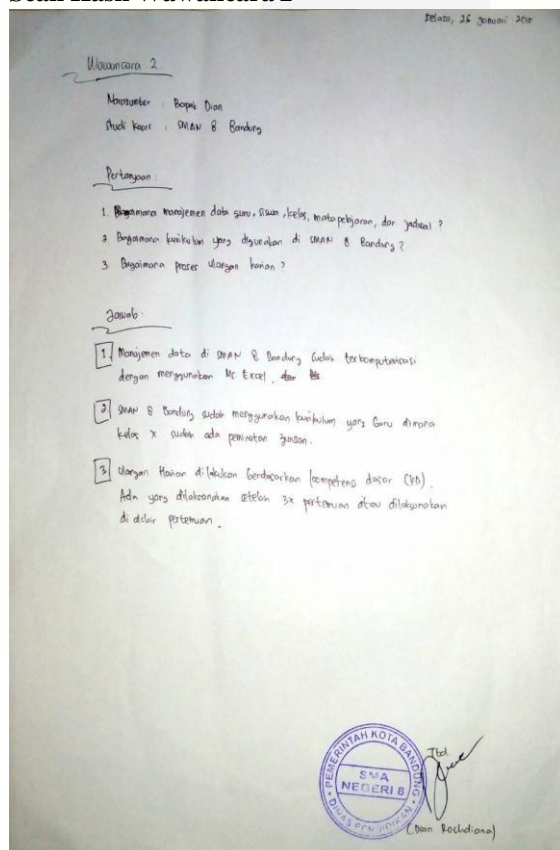 Scan Hasil Wawancara 2
Selasa, 26 Januari
Wawancara 2.
Narasumber : Bapak Dian
Studi Kasus : SMAN 8 Bandung
Pertanyaan :
1. Bagaimana manajemen data guru, siswa, kelas, mata pelajaran, dan jadwal ?
2. Bagaimana kurikulum yang digunakan di SMAN 8 Bandung ?
3. Bagaimana proses ulangan harian ?
Jawab :
1. Manajemen data di SMAN 8 Bandung sudah terkomputerisasi
dengan menggunakan Ms. Excel.
2. SMAN 8 Bandung sudah menggunakan kurikulum yang baru dimana
kelas X sudah ada peminatan jurusan.
3. Ulangan Harian dilakukan berdasarkan kompetensi dasar (KD).
Ada yang dilaksanakan setelah 3x pertemuan atau dilaksanakan
di akhir pertemuan.
PEMERINTAH KOTA BANDUNG
SMA
NEGERI 8
DINAS PENDIDIKAN
Ttd
(Dian Rochdiana)